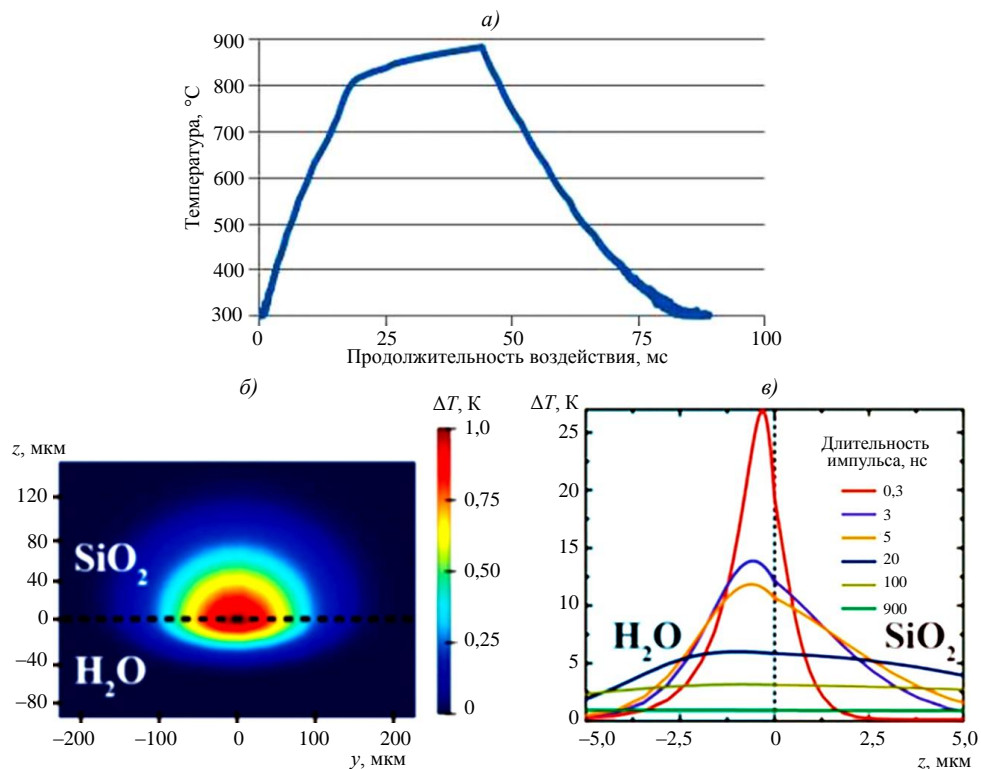 а)
Температура, °С
900
800
700
600
500
400
300
0 25 50 75 100
Продолжительность воздействия, мс
б)
ΔT, К
z, мкм
120
80
40
0
–40
–80
SiO₂
H₂O
–200 –100 0 100 200
y, мкм
1,0
0,75
0,50
0,25
0
в)
ΔT, К
25
20
15
10
5
0
Длительность
импульса, нс
0,3
3
5
20
100
900
H₂O
SiO₂
–5,0 –2,5 0 2,5 5,0
z, мкм